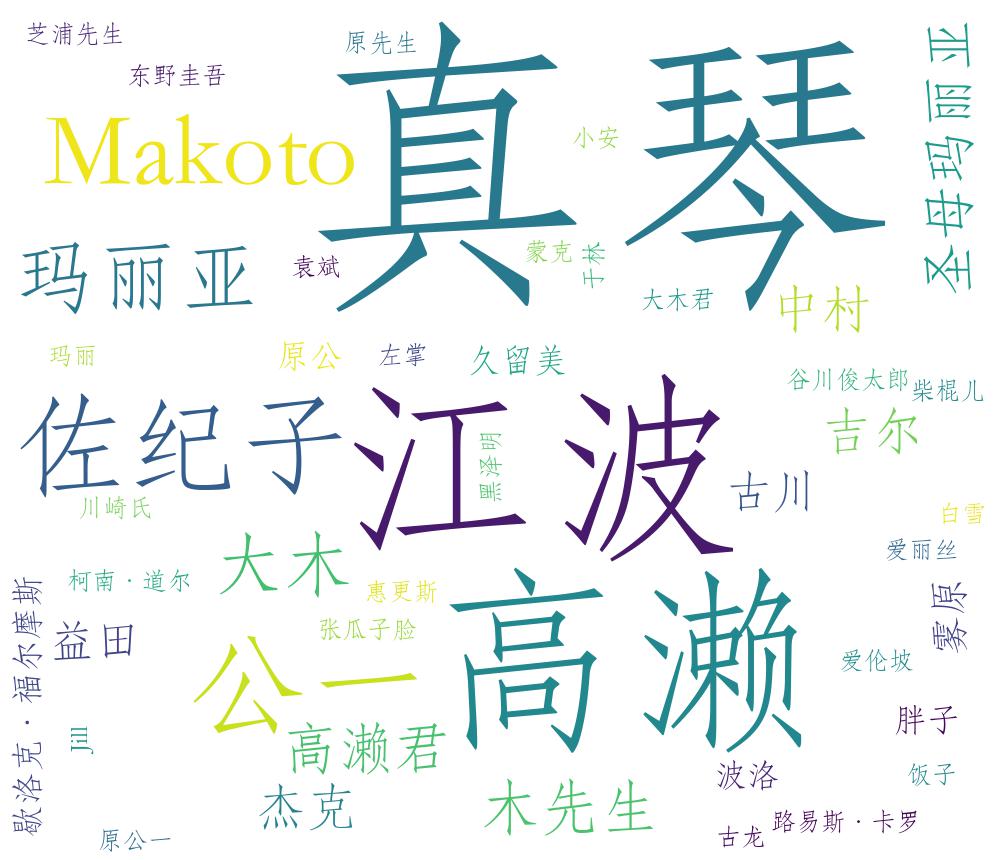 芝浦先生
原先生
真琴
圣母玛丽亚
东野圭吾
Makoto
小安
玛丽亚
袁斌
蒙克
于林
大木君
中村
玛丽
原公
左掌
久留美
谷川俊太郎
柴棍儿
佐纪子
江波
黑泽明
吉尔
川崎氏
古川
白雪
大木
爱丽丝
柯南·道尔
惠更斯
高濑
歇洛克·福尔摩斯
益田
张瓜子脸
雾原
公一
爱伦坡
Jill
高濑君
胖子
波洛
饭子
杰克
木先生
原公一
古龙
路易斯·卡罗